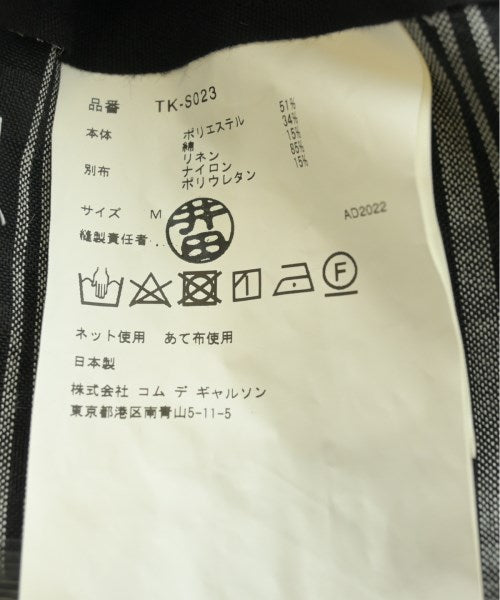 品番 TK-S023
本体 ポリエステル 51%
綿 34%
リネン 15%
別布 ナイロン 85%
ポリウレタン 15%
サイズ M
AD2022
縫製責任者.. 井田
F
ネット使用 あて布使用
日本製
株式会社 コム デ ギャルソン
東京都港区南青山5-11-5